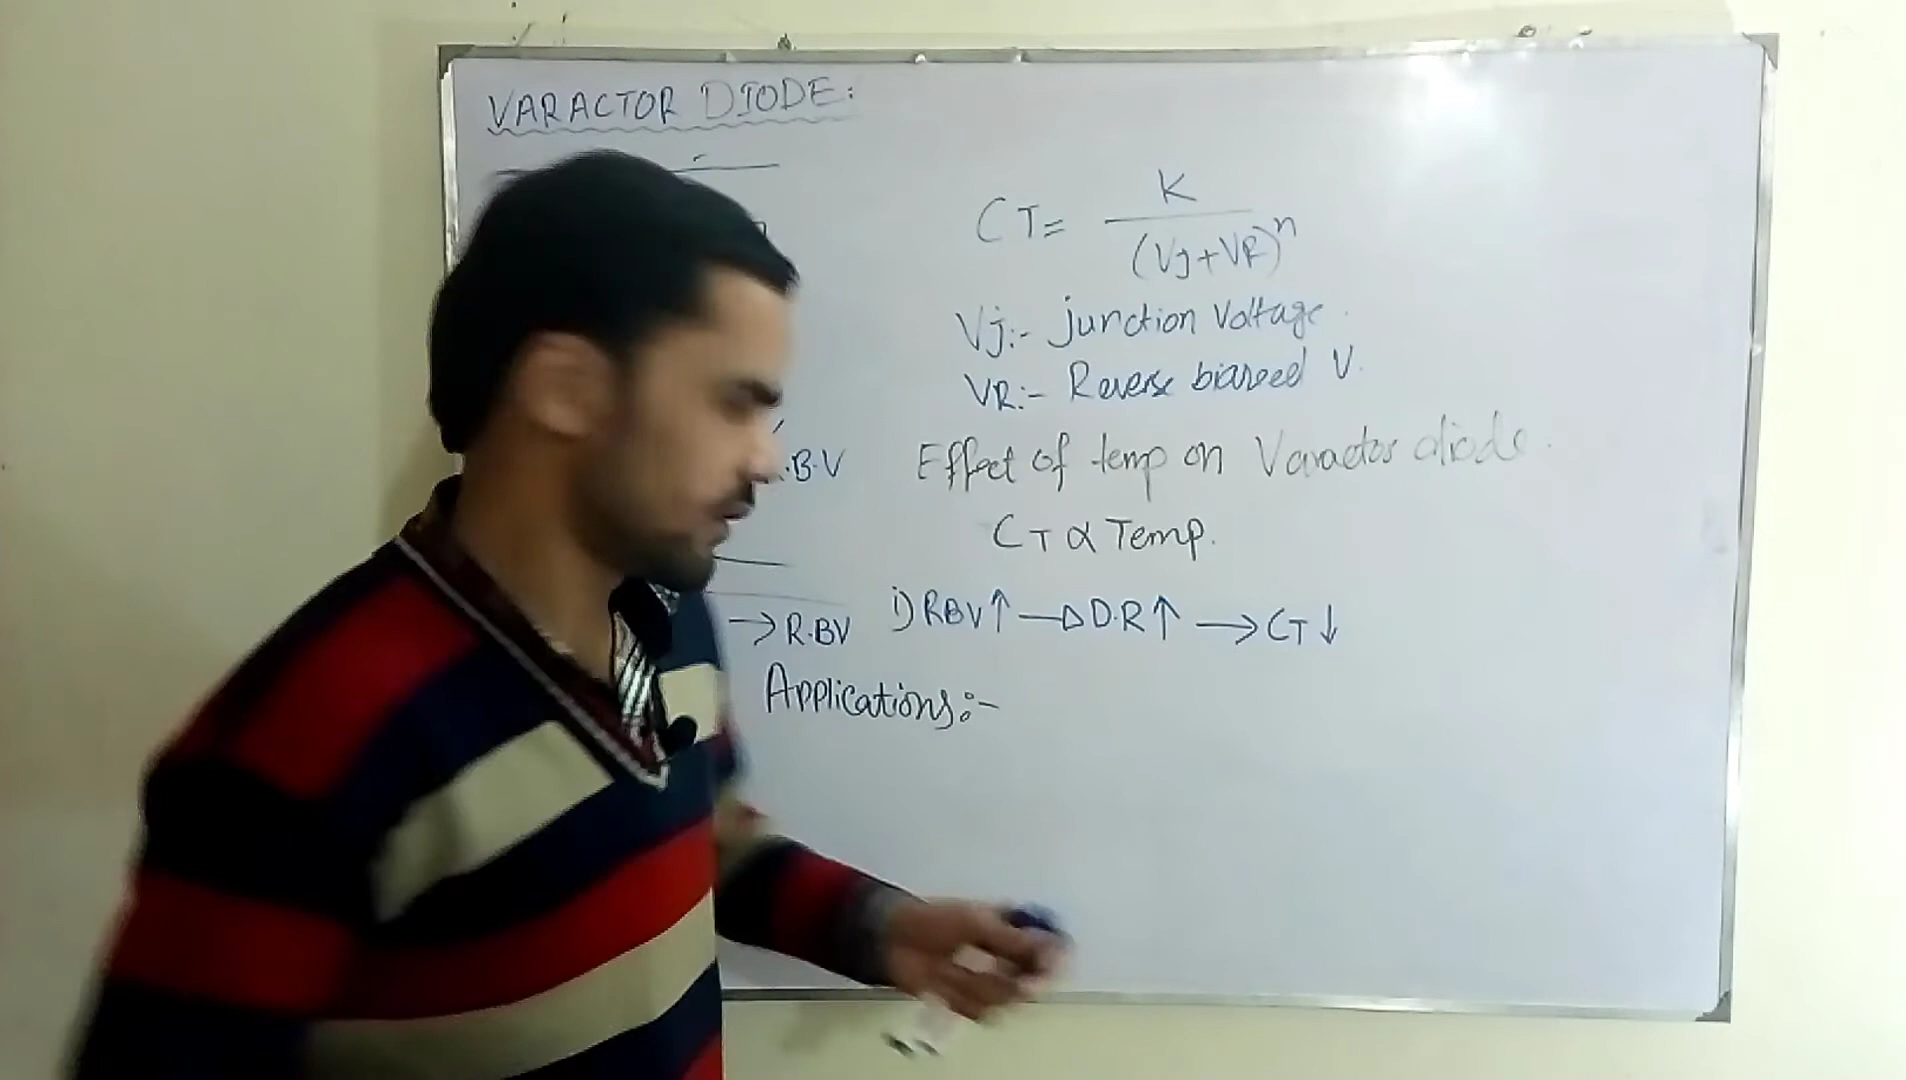 VARACTOR DIODE:
CT = K
(VJ+VR)^n
Vj:- junction Voltage.
VR:- Reverse biaseed V.
.B.V
Effect of temp on Varactor diode.
CT α Temp.
→ R.BV
i) RBV↑ → D.R↑ → CT↓
Applications:-